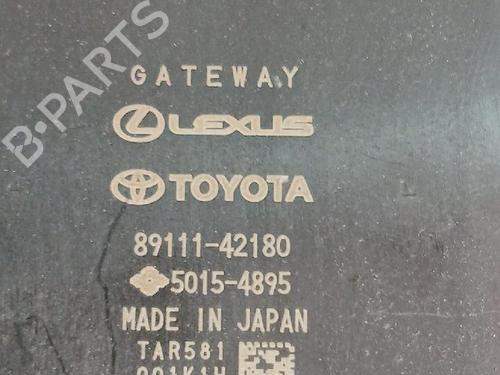 B-PARTS
GATEWAY
LEXUS
TOYOTA
89111-42180
5015-4895
MADE IN JAPAN
TAR581